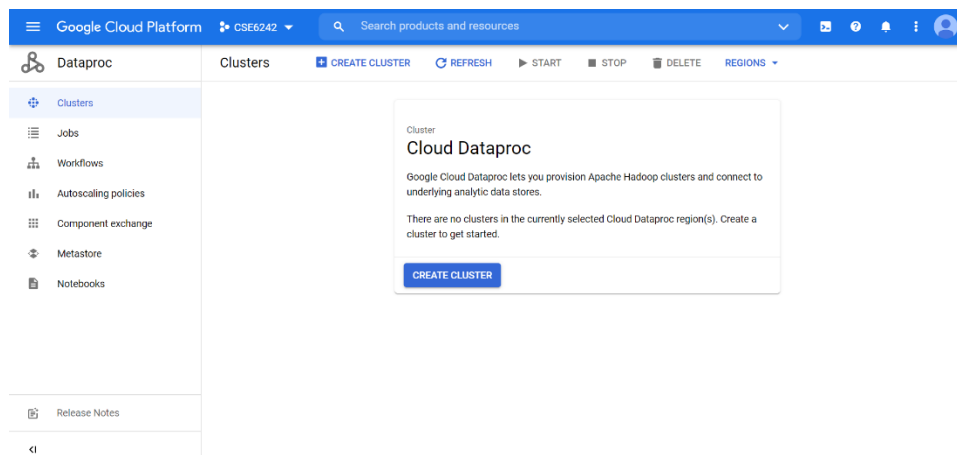 Google Cloud Platform CSE6242 Search products and resources
Dataproc
Clusters CREATE CLUSTER REFRESH START STOP DELETE REGIONS
Clusters
Jobs
Workflows
Autoscaling policies
Component exchange
Metastore
Notebooks
Release Notes
Cluster
Cloud Dataproc
Google Cloud Dataproc lets you provision Apache Hadoop clusters and connect to
underlying analytic data stores.
There are no clusters in the currently selected Cloud Dataproc region(s). Create a
cluster to get started.
CREATE CLUSTER